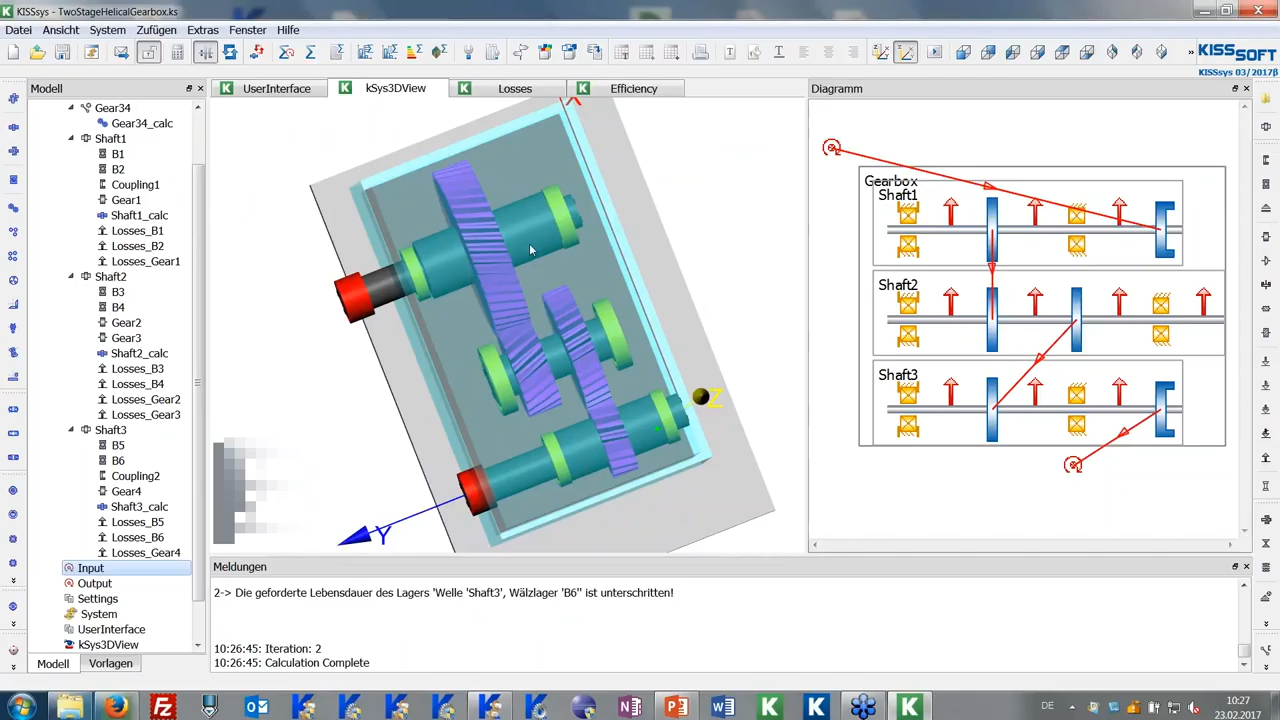 KISSsys - TwoStageHelicalGearbox.ks
Datei Ansicht System Zufügen Extras Fenster Hilfe
KISSSOFT
KISSsys 03/2017β
Modell
UserInterface
kSys3DView
Losses
Efficiency
Diagramm
Gear34
Gear34_calc
Shaft1
B1
B2
Coupling1
Gear1
Shaft1_calc
Losses_B1
Losses_B2
Losses_Gear1
Shaft2
B3
B4
Gear2
Gear3
Shaft2_calc
Losses_B3
Losses_B4
Losses_Gear2
Losses_Gear3
Shaft3
B5
B6
Coupling2
Gear4
Shaft3_calc
Losses_B5
Losses_B6
Losses_Gear4
Input
Output
Settings
System
UserInterface
kSys3DView
Modell
Vorlagen
X
Z
Y
Gearbox
Shaft1
Shaft2
Shaft3
Meldungen
2-> Die geforderte Lebensdauer des Lagers 'Welle 'Shaft3', Wälzlager 'B6'' ist unterschritten!
10:26:45: Iteration: 2
10:26:45: Calculation Complete
DE
10:27
23.02.2017